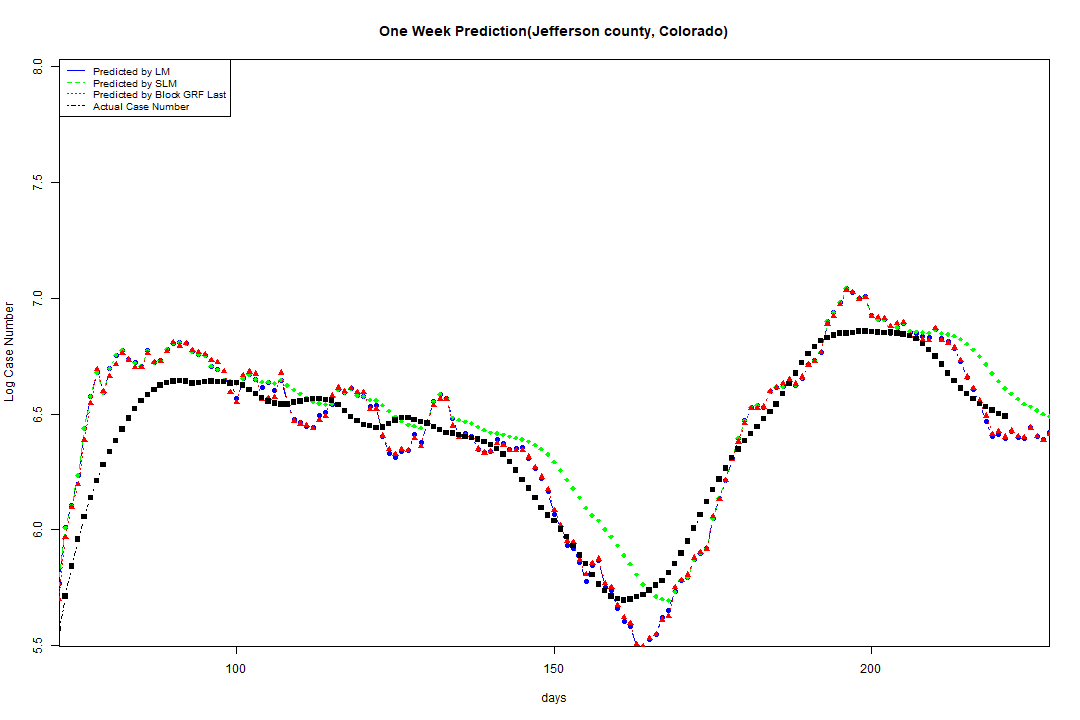 One Week Prediction(Jefferson county, Colorado)
Predicted by LM
Predicted by SLM
Predicted by Block GRF Last
Actual Case Number
8.0
7.5
7.0
6.5
6.0
5.5
Log Case Number
100 150 200
days